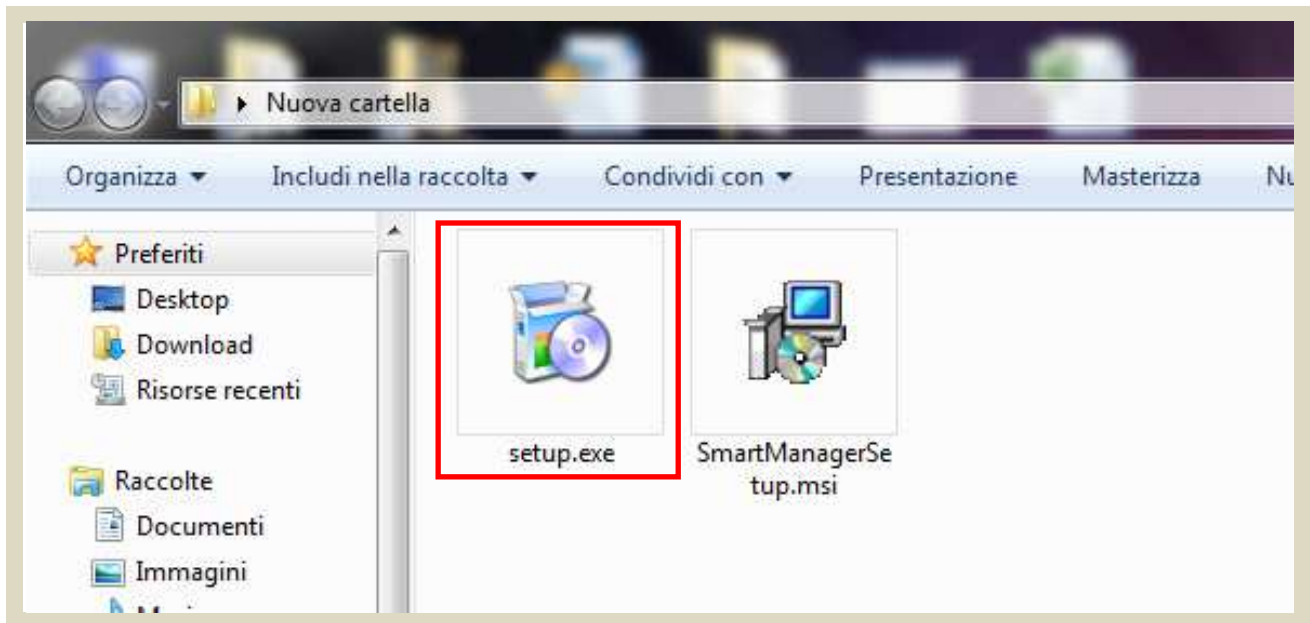 Nuova cartella
Organizza
Includi nella raccolta
Condividi con
Presentazione
Masterizza
Preferiti
Desktop
Download
Risorse recenti
Raccolte
Documenti
Immagini
setup.exe
SmartManagerSe
tup.msi